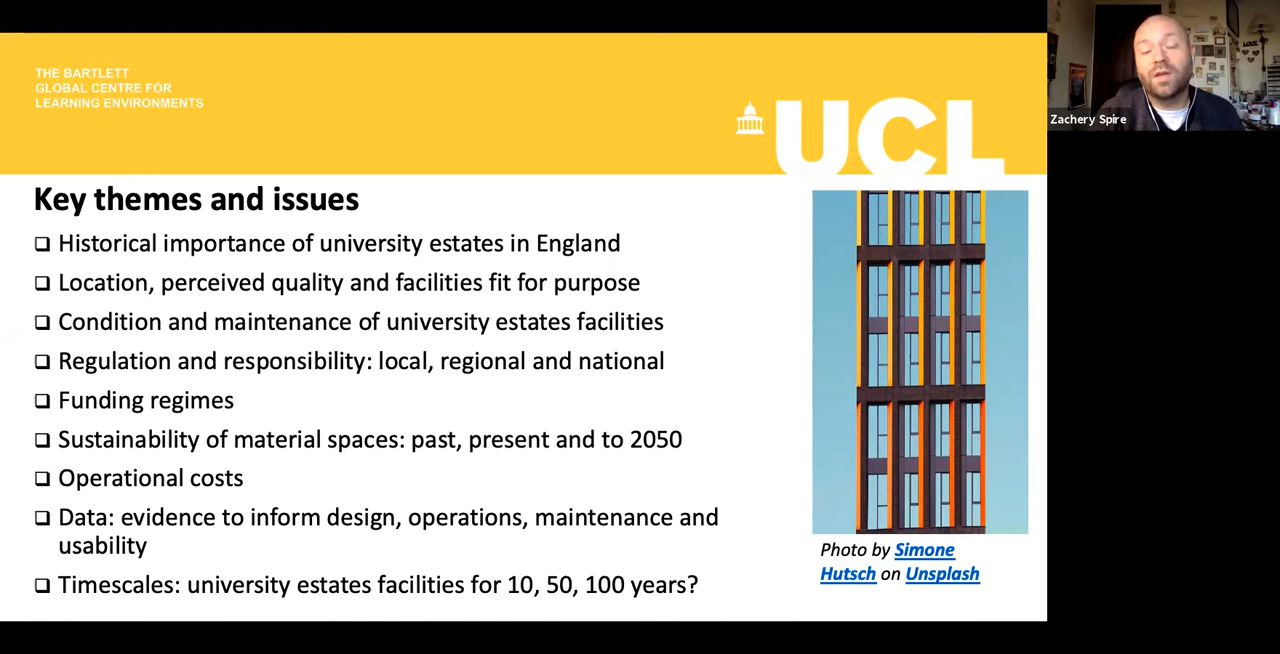 THE BARTLETT
GLOBAL CENTRE FOR
LEARNING ENVIRONMENTS
UCL
Zachery Spire
Key themes and issues
Historical importance of university estates in England
Location, perceived quality and facilities fit for purpose
Condition and maintenance of university estates facilities
Regulation and responsibility: local, regional and national
Funding regimes
Sustainability of material spaces: past, present and to 2050
Operational costs
Data: evidence to inform design, operations, maintenance and
usability
Timescales: university estates facilities for 10, 50, 100 years?
Photo by Simone
Hutsch on Unsplash